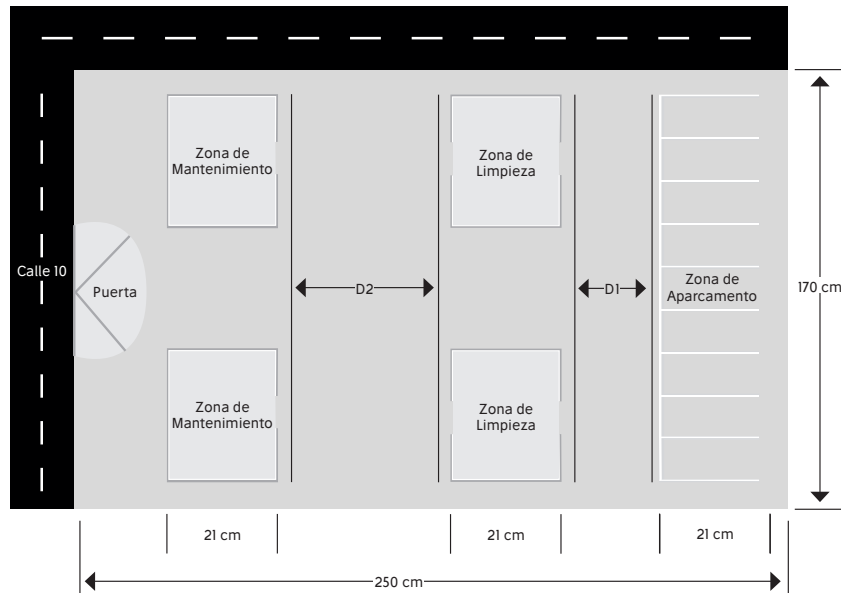 Zona de
Mantenimiento
Zona de
Limpieza
Calle 10
Puerta
D2
D1
Zona de
Aparcamento
170 cm
Zona de
Mantenimiento
Zona de
Limpieza
21 cm
21 cm
21 cm
250 cm